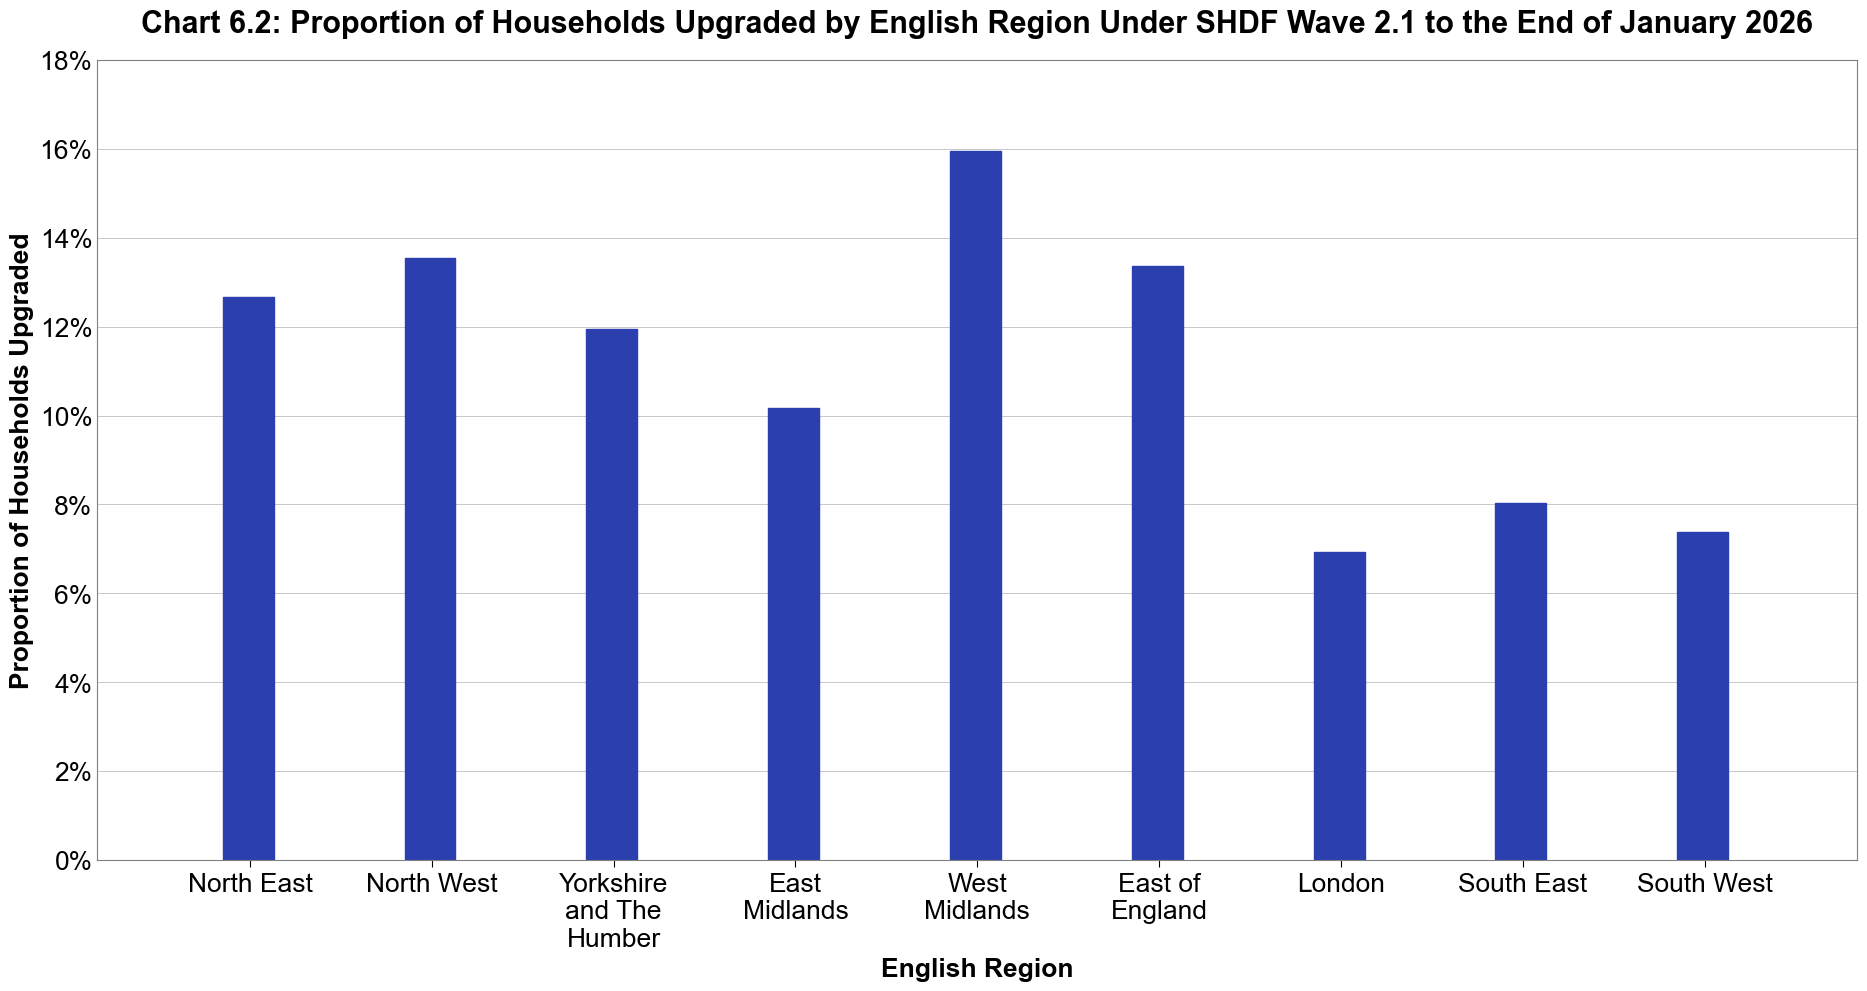 Chart 6.2: Proportion of Households Upgraded by English Region Under SHDF Wave 2.1 to the End of January 2026
Proportion of Households Upgraded
18%
16%
14%
12%
10%
8%
6%
4%
2%
0%
North East
North West
Yorkshire
and The
Humber
East
Midlands
West
Midlands
East of
England
London
South East
South West
English Region